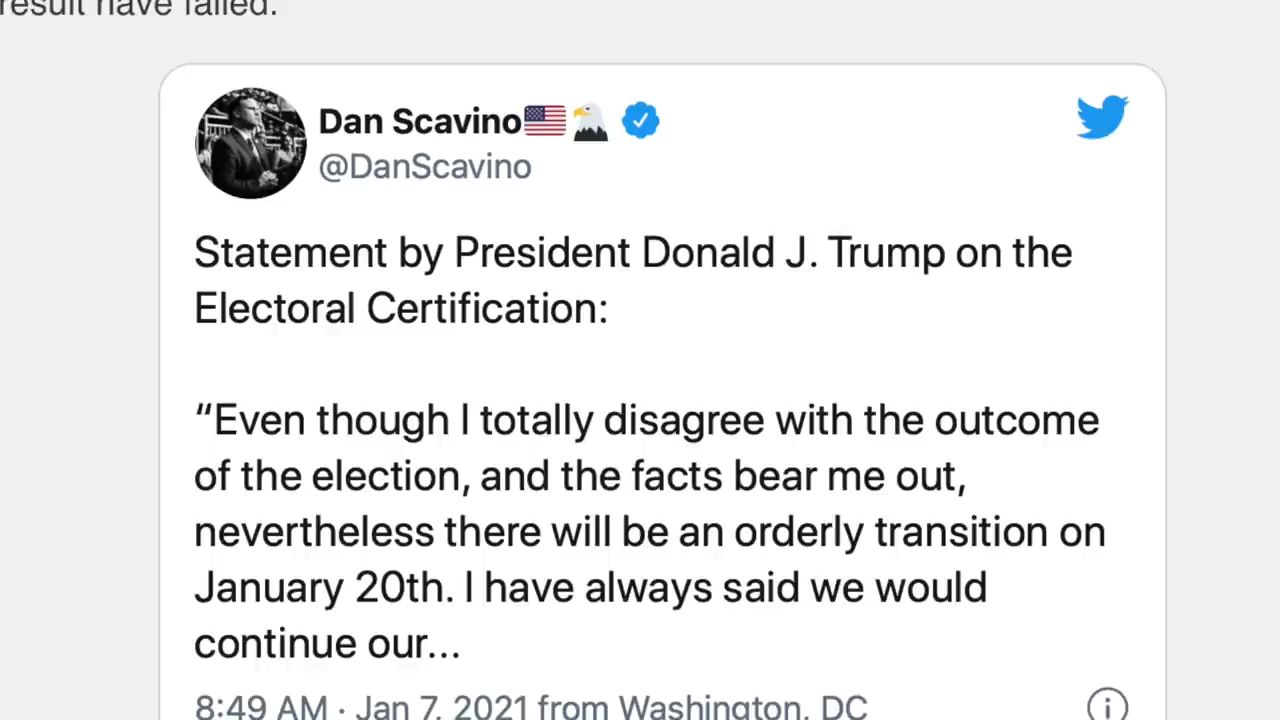 result have failed.
Dan Scavino🇺🇸🦅
@DanScavino
Statement by President Donald J. Trump on the
Electoral Certification:
“Even though I totally disagree with the outcome
of the election, and the facts bear me out,
nevertheless there will be an orderly transition on
January 20th. I have always said we would
continue our...
8:49 AM · Jan 7, 2021 from Washington, DC